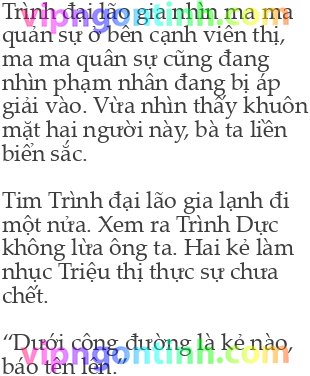 Trình đại lão gia nhìn ma ma
quản sự ở bên cạnh viên thị,
ma ma quân sự cũng đang
nhìn phạm nhân đang bị áp
giải vào. Vừa nhìn thấy khuôn
mặt hai người này, bà ta liền
biến sắc.
Tim Trình đại lão gia lạnh đi
một nửa. Xem ra Trình Dực
không lừa ông ta. Hai kẻ làm
nhục Triệu thị thực sự chưa
chết.
“Dưới công đường là kẻ nào,
báo tên lên.”
vipngontinh.com
vipngontinh.com